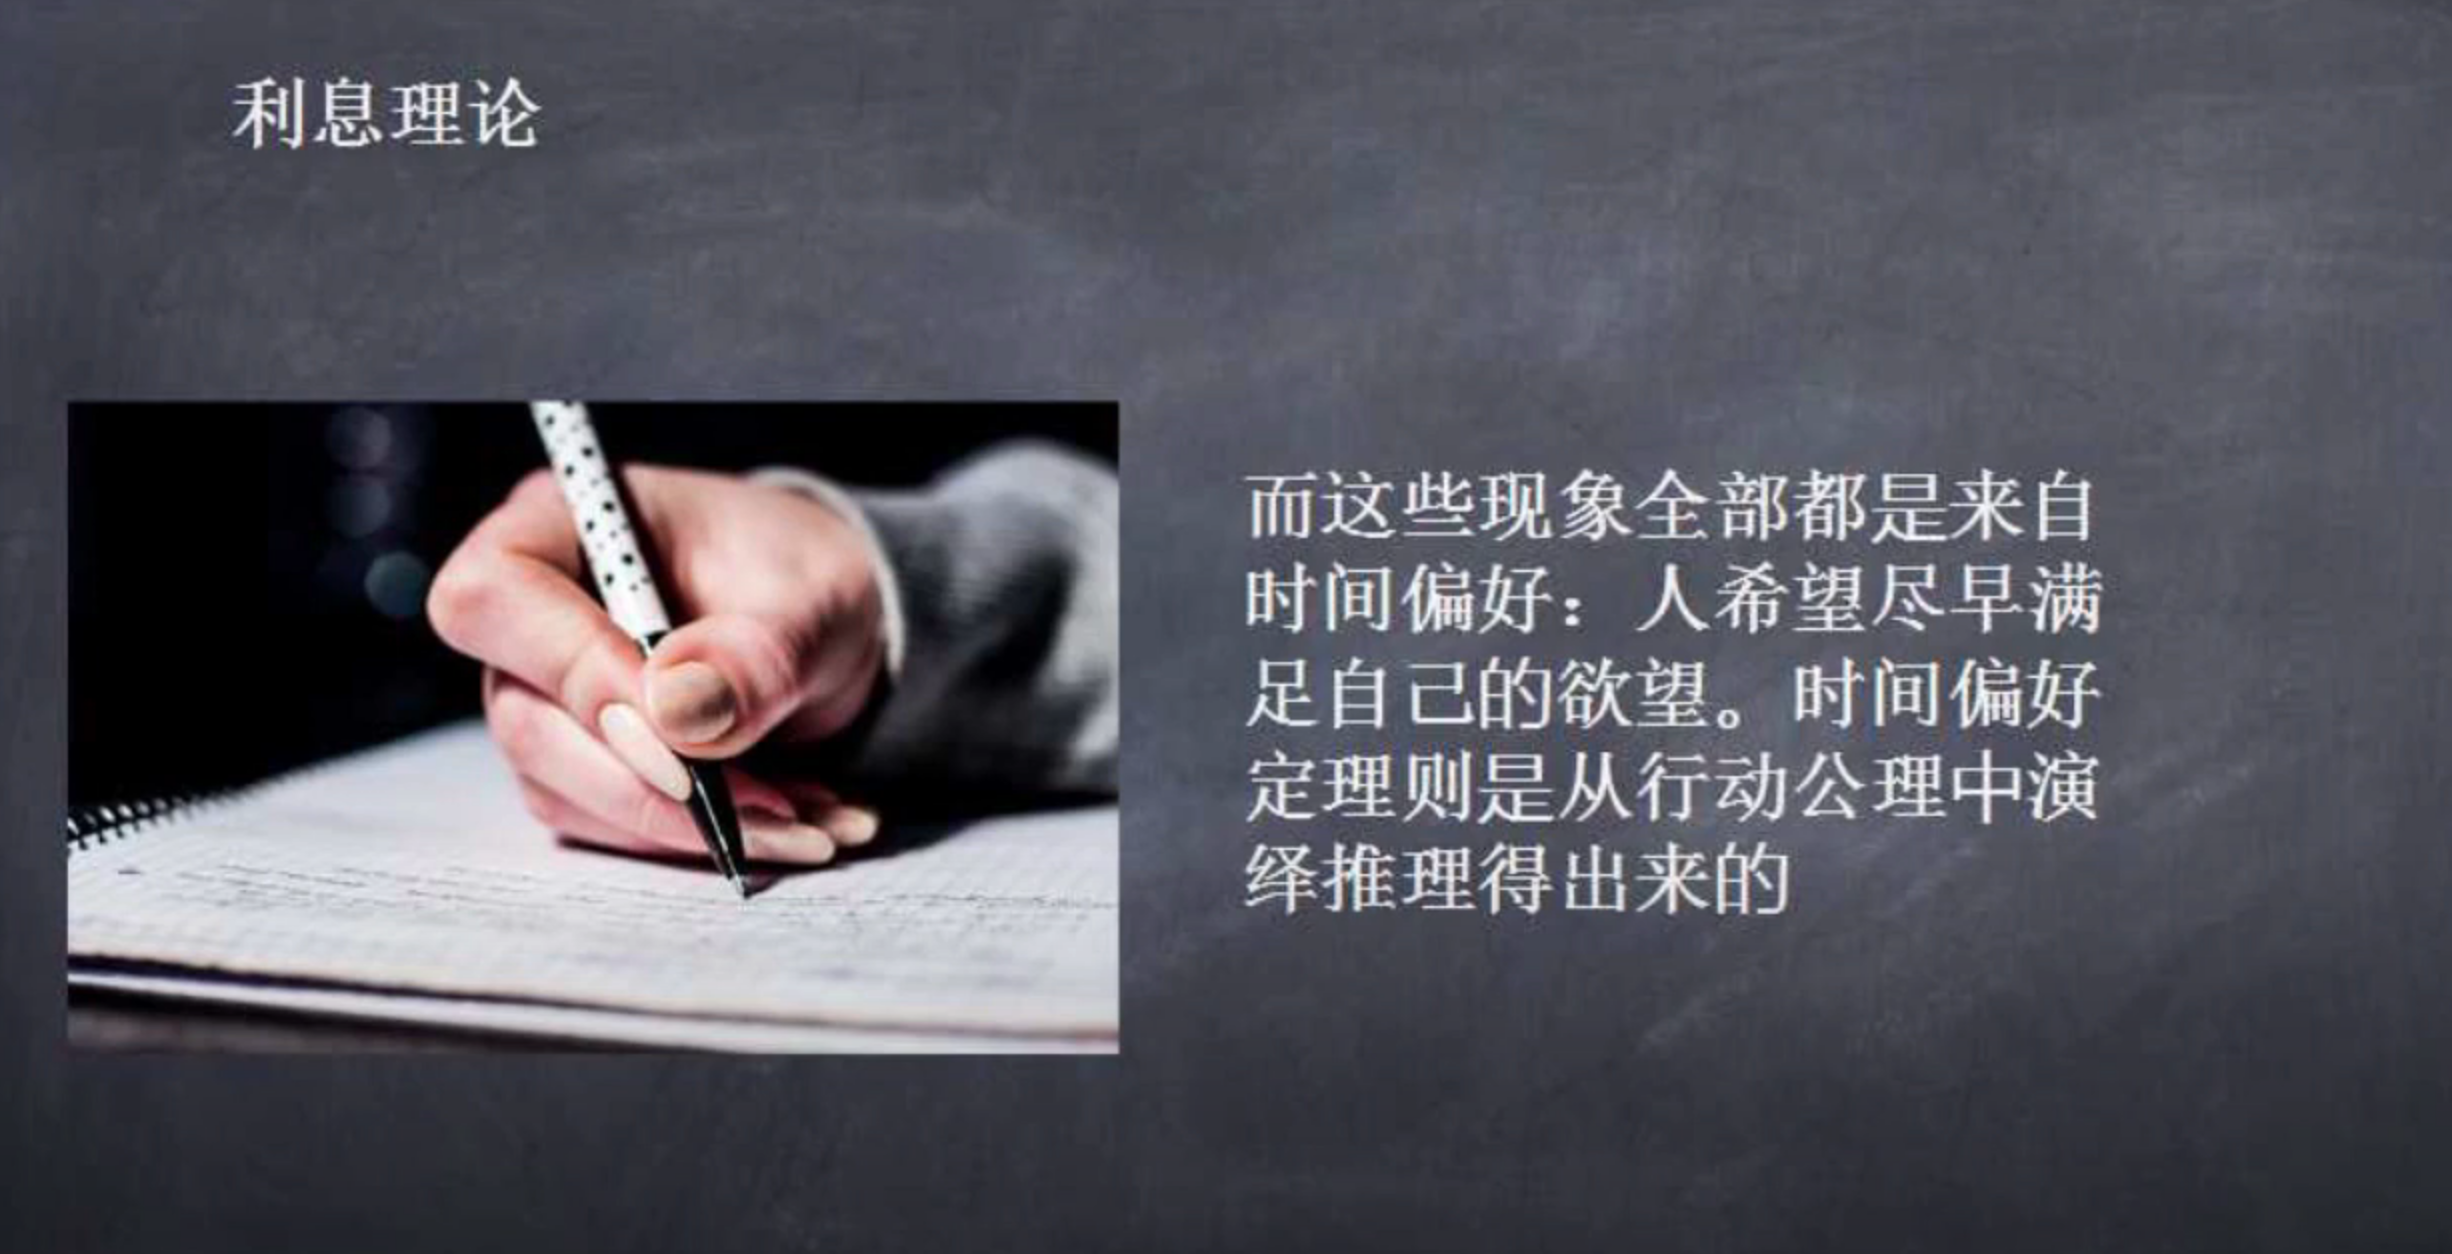 利息理论
而这些现象全部都是来自
时间偏好：人希望尽早满
足自己的欲望。时间偏好
定理则是从行动公理中演
绎推理得出来的